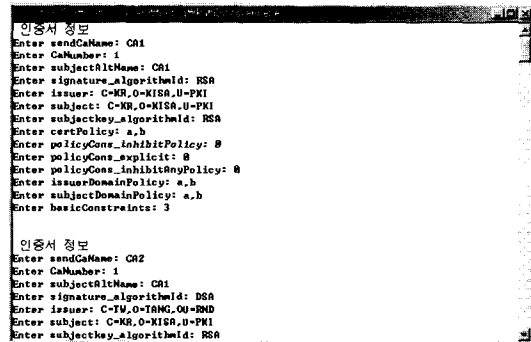 인증서 정보
Enter sendCaName: CA1
Enter CaNumber: 1
Enter subjectAltName: CA1
Enter signature_algorithmId: RSA
Enter issuer: C=KR,O=KISA,U=PKI
Enter subject: C=KR,O=KISA,U=PKI
Enter subjectkey_algorithmId: RSA
Enter certPolicy: a,b
Enter policyCons_inhibitPolicy: 0
Enter policyCons_explicit: 0
Enter policyCons_inhibitAnyPolicy: 0
Enter issuerDomainPolicy: a,b
Enter subjectDomainPolicy: a,b
Enter basicConstraints: 3
인증서 정보
Enter sendCaName: CA2
Enter CaNumber: 1
Enter subjectAltName: CA1
Enter signature_algorithmId: DSA
Enter issuer: C=TW,O=TANG,OU=RND
Enter subject: C=KR,O=KISA,U=PKI
Enter subjectkey_algorithmId: RSA